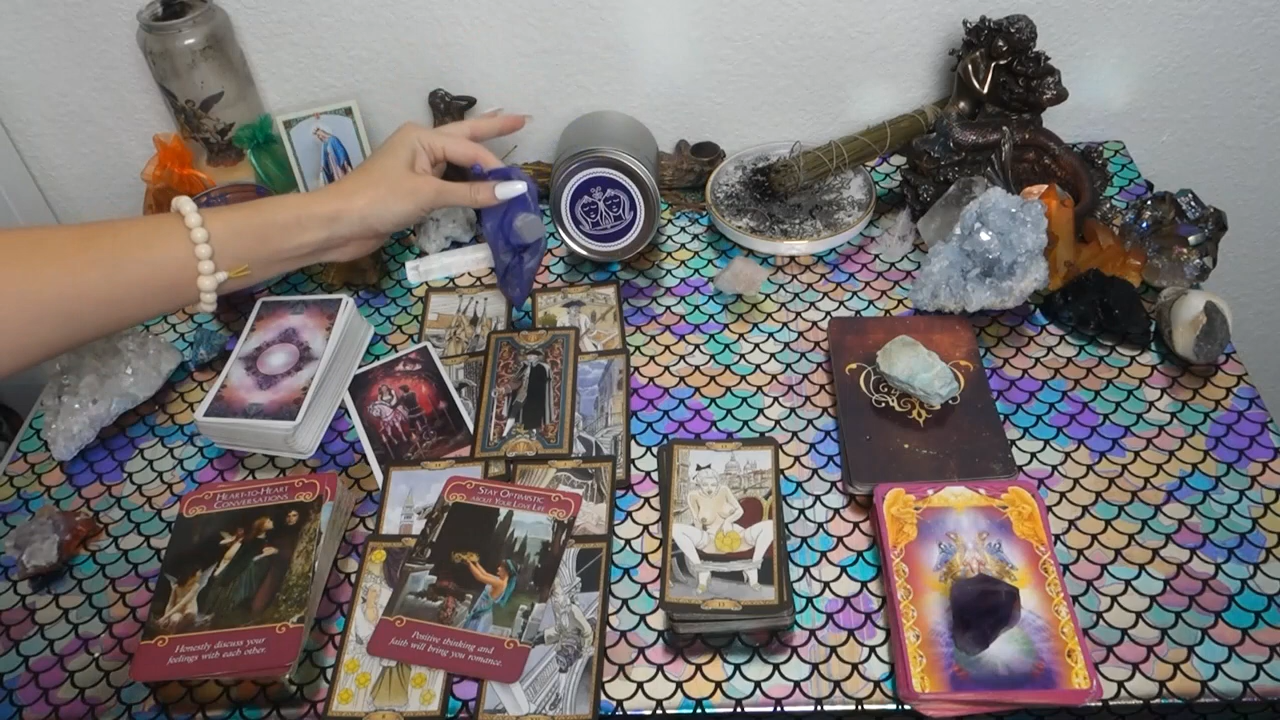 HEART-TO-HEART
CONVERSATIONS
Honestly discuss your
feelings with each other.
STAY OPTIMISTIC
ABOUT YOUR LOVE LIFE
Positive thinking and
faith will bring you romance.